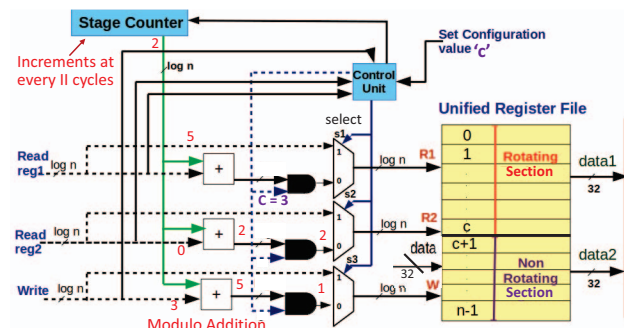 Stage Counter
Set Configuration
value 'c'
2
Increments at
every II cycles
log n
Control
Unit
select
Unified Register File
5
s1
0
Read
reg1
log n
+
1
0
log n
R1
1
Rotating
Section
data1
32
C = 3
s2
Read
reg2
log n
0
+
2
2
1
0
log n
R2
c
c+1
data
32
data2
32
s3
Non
Rotating
Section
Write
log n
3
+
5
1
1
0
log n
W
n-1
Modulo Addition